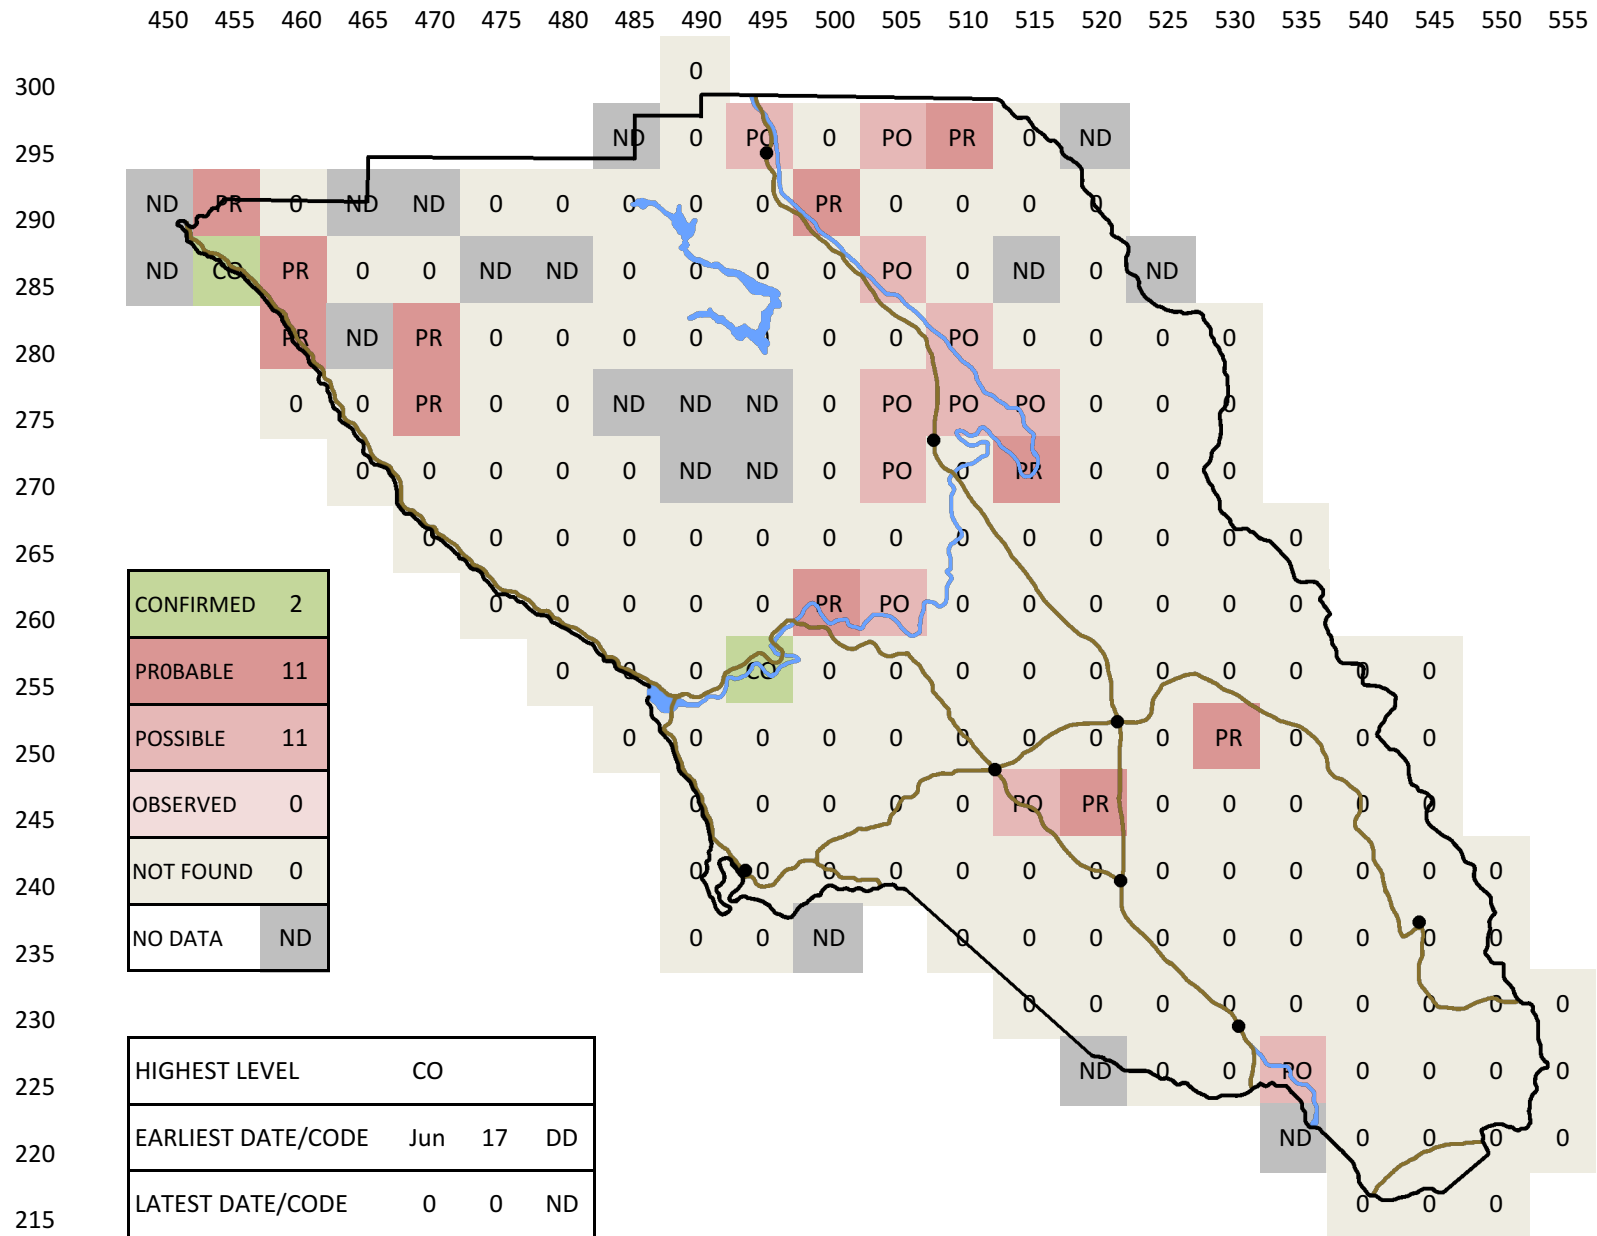 450 455 460 465 470 475 480 485 490 495 500 505 510 515 520 525 530 535 540 545 550 555
0
300
ND 0 PO 0 PO PR 0 ND
295
ND PR 0 ND ND 0 0 0 0 0 PR 0 0 0 0
290
ND CO PR 0 0 ND ND 0 0 0 0 PO 0 ND 0 ND
285
PR ND PR 0 0 0 0 0 0 0 PO 0 0 0 0
280
0 0 PR 0 0 ND ND ND 0 PO PO PO 0 0 0
275
0 0 0 0 0 ND ND 0 PO 0 PR 0 0 0
270
0 0 0 0 0 0 0 0 0 0 0 0 0 0
265
CONFIRMED 2 0 0 0 0 0 PR PO 0 0 0 0 0 0
260
PR0BABLE 11 0 0 0 CO 0 0 0 0 0 0 0 0 0 0
255
POSSIBLE 11 0 0 0 0 0 0 0 0 0 PR 0 0 0
250
OBSERVED 0 0 0 0 0 0 PO PR 0 0 0 0 0
245
NOT FOUND 0 0 0 0 0 0 0 0 0 0 0 0 0 0
240
NO DATA ND 0 0 ND 0 0 0 0 0 0 0 0 0
235
0 0 0 0 0 0 0 0 0
230
HIGHEST LEVEL CO ND 0 0 PO 0 0 0 0
225
EARLIEST DATE/CODE Jun 17 DD ND 0 0 0 0
220
LATEST DATE/CODE 0 0 ND 0 0 0
215